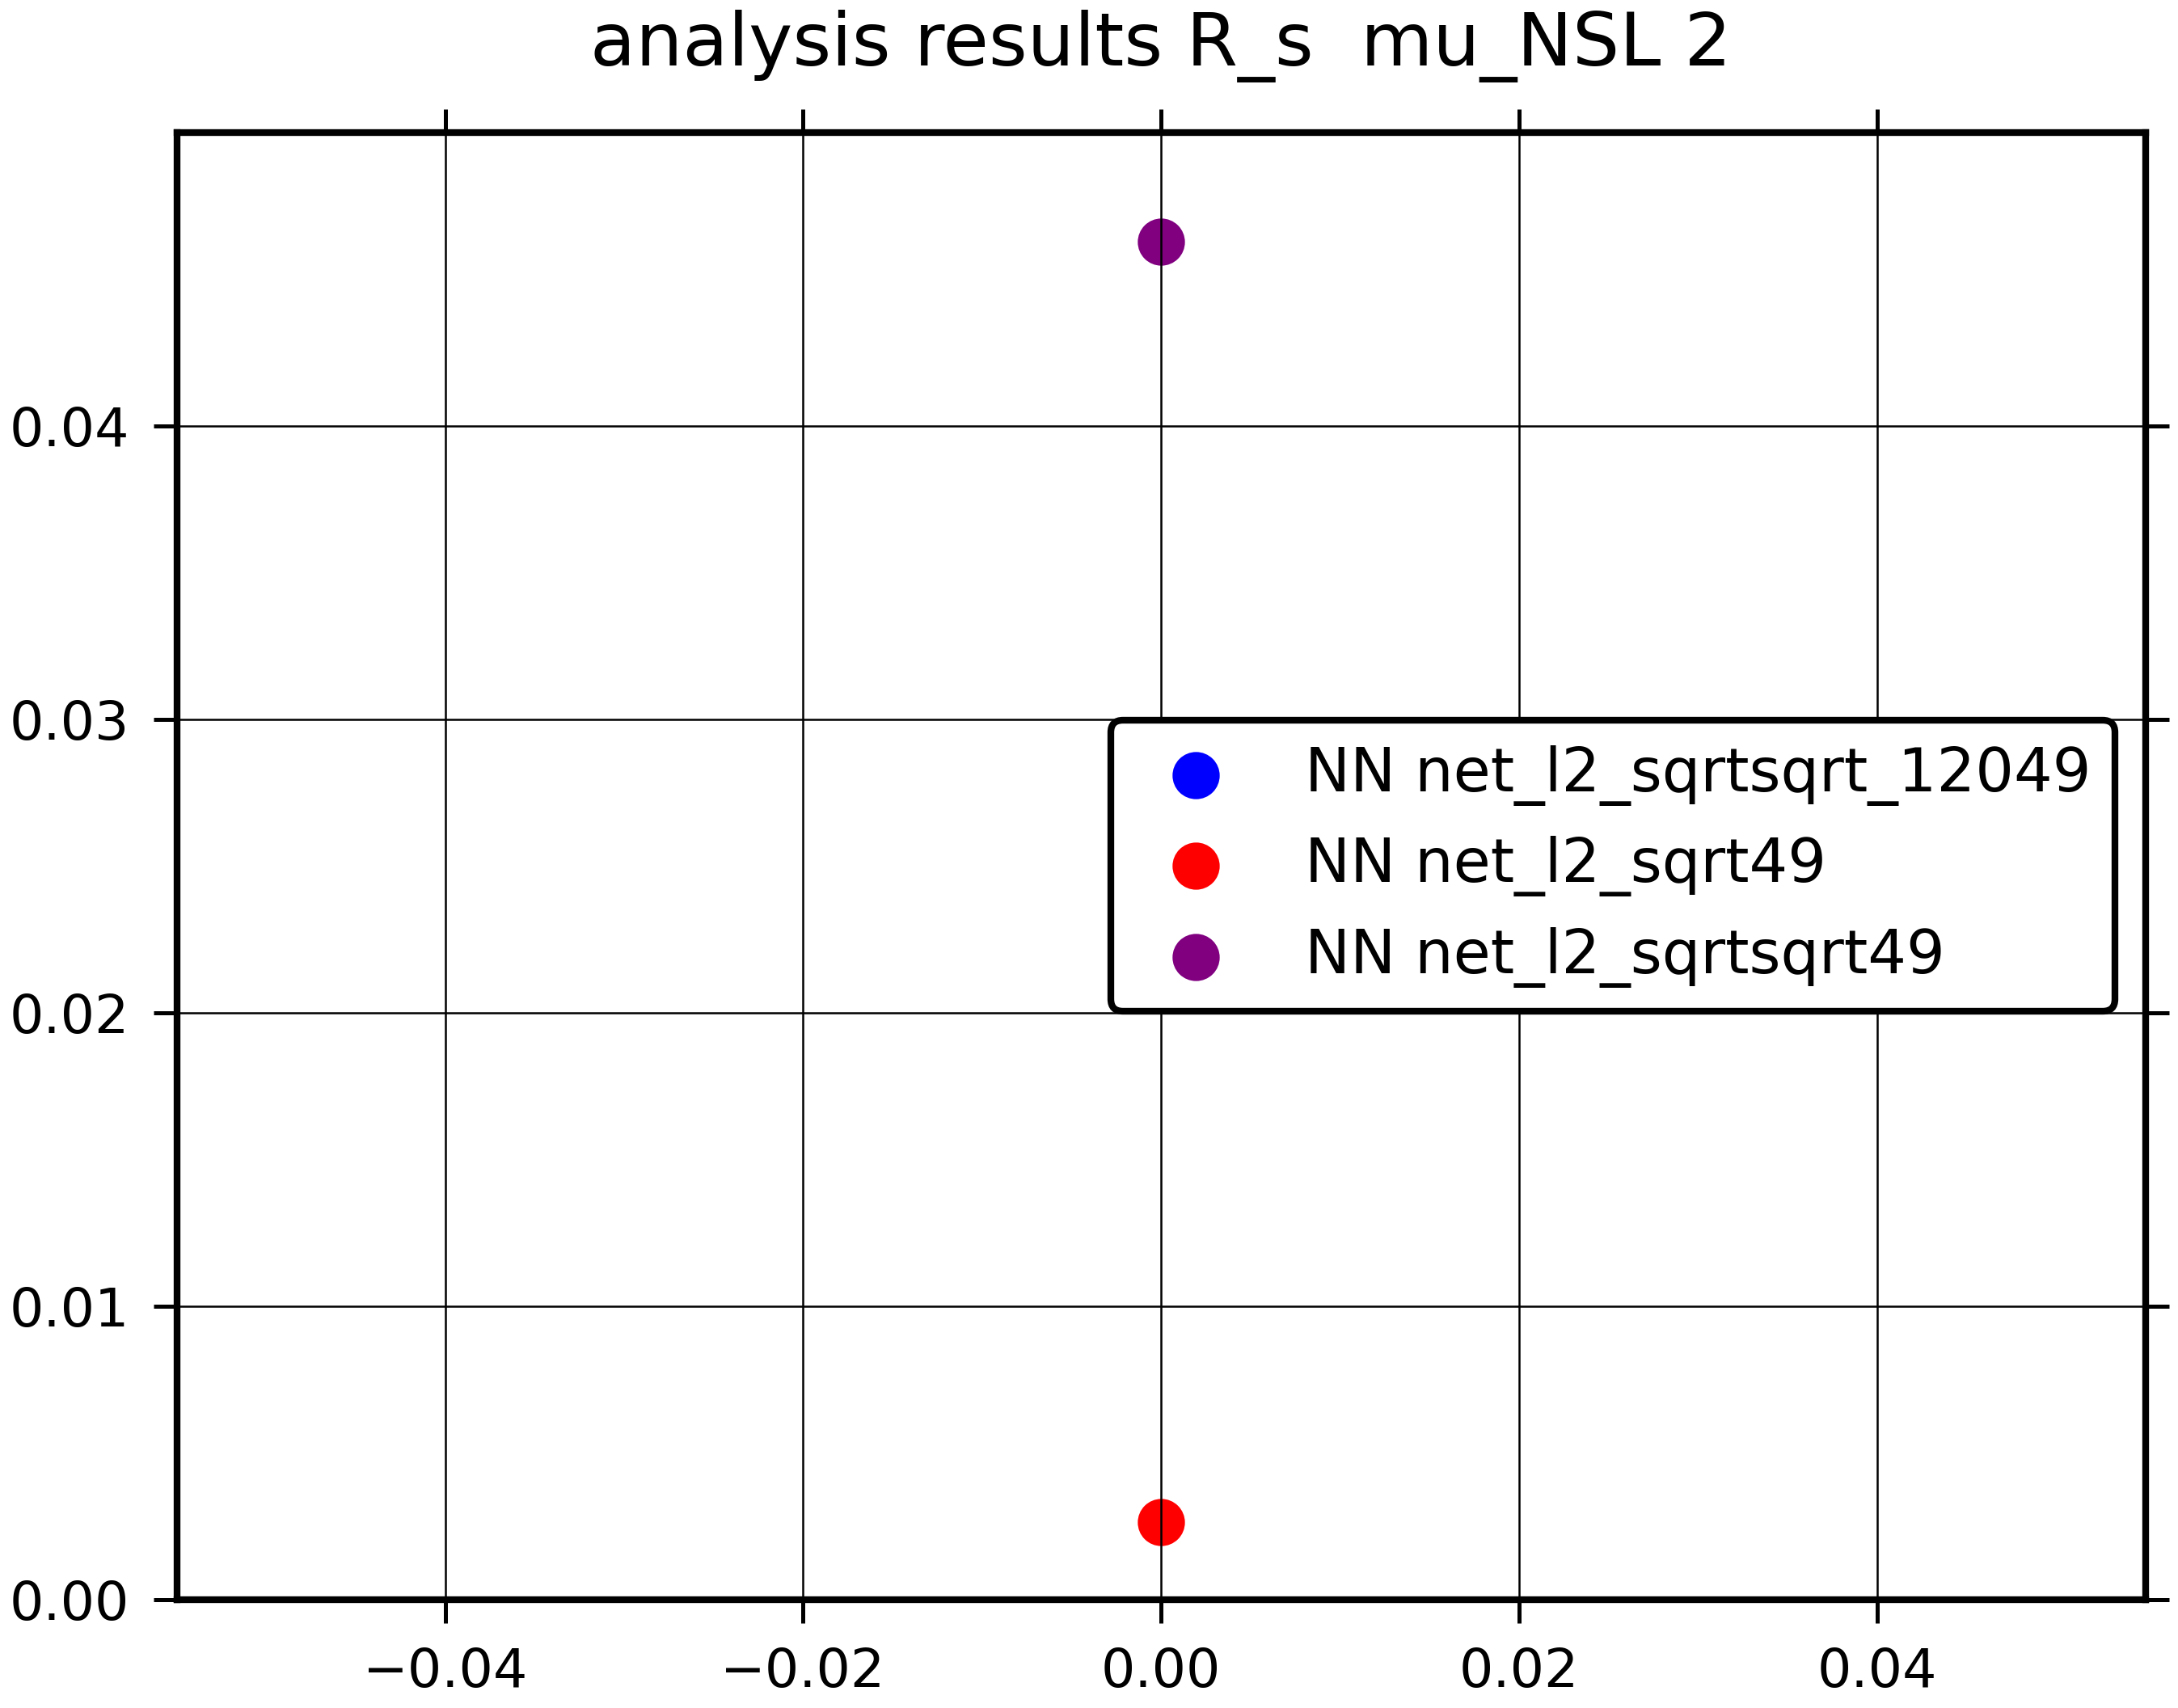 analysis results R_s  mu_NSL 2
0.04
0.03
NN net_l2_sqrtsqrt_12049
NN net_l2_sqrt49
NN net_l2_sqrtsqrt49
0.02
0.01
0.00
−0.04 −0.02 0.00 0.02 0.04